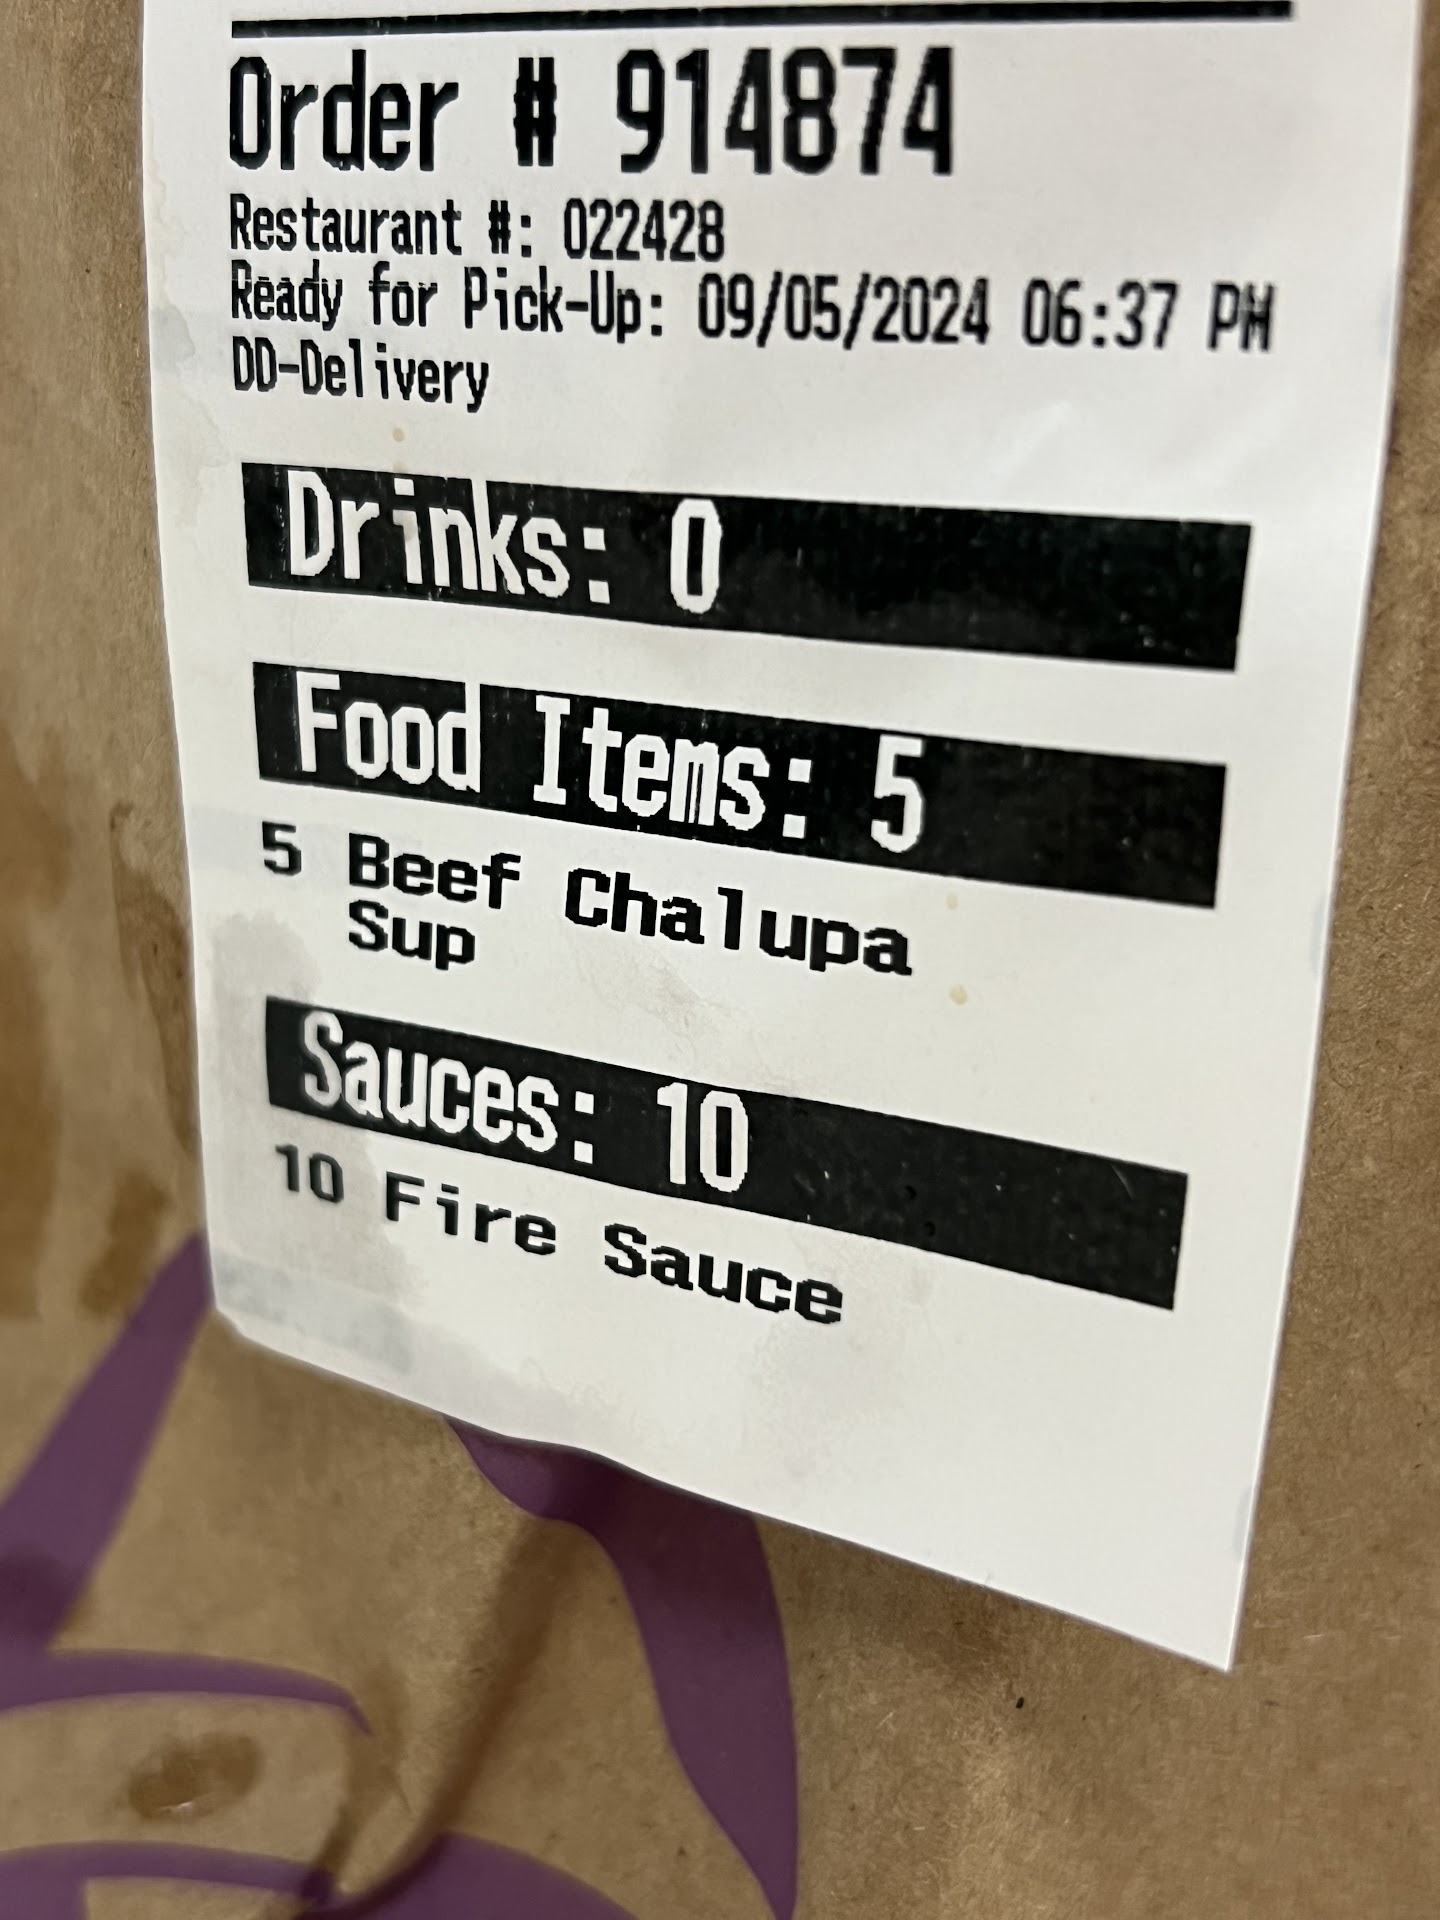 Order # 914874
Restaurant #: 022428
Ready for Pick-Up: 09/05/2024 06:37 PM
DD-Delivery
Drinks: 0
Food Items: 5
5 Beef Chalupa
Sup
Sauces: 10
10 Fire Sauce